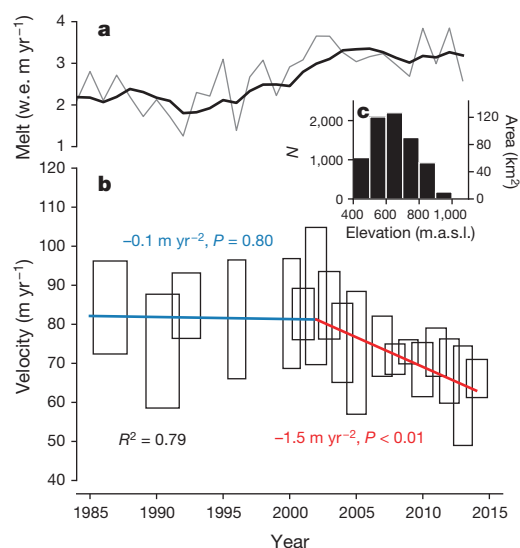 a
Melt (w.e. m yr⁻¹)
4
3
2
1
c
N
2,000
1,000
0
120
80
40
0
Area (km²)
400 600 800 1,000
Elevation (m.a.s.l.)
b
Velocity (m yr⁻¹)
120
110
100
90
80
70
60
50
40
−0.1 m yr⁻², P = 0.80
R² = 0.79
−1.5 m yr⁻², P < 0.01
1985 1990 1995 2000 2005 2010 2015
Year